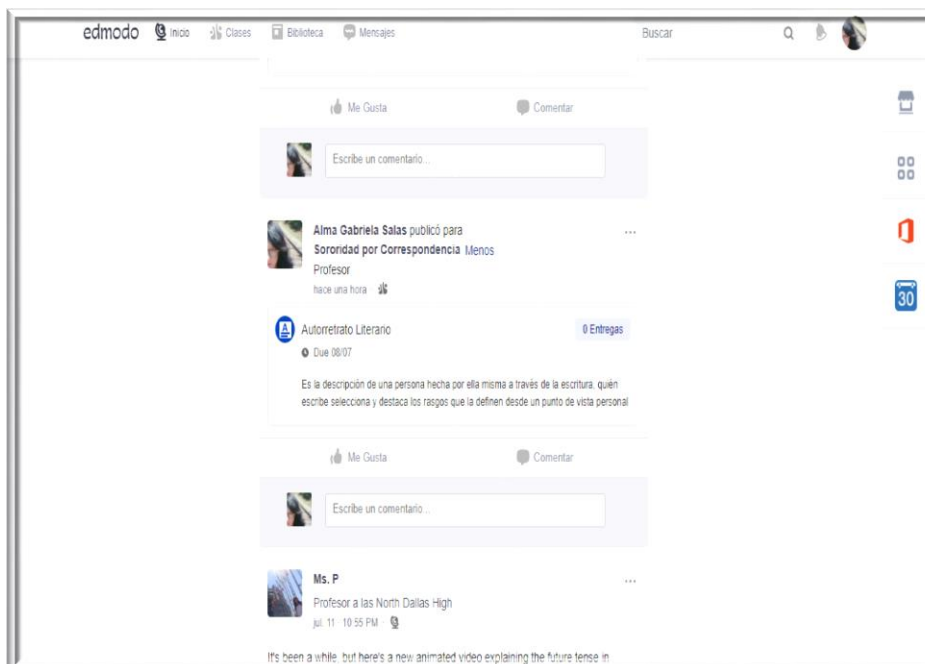 edmodo Inicio Clases Biblioteca Mensajes Buscar
Me Gusta Comentar
Escribe un comentario...
Alma Gabriela Salas publicó para
Sororidad por Correspondencia Menos
Profesor
hace una hora ·
Autorretrato Literario 0 Entregas
Due 08/07
Es la descripción de una persona hecha por ella misma a través de la escritura, quién
escribe selecciona y destaca los rasgos que la definen desde un punto de vista personal
Me Gusta Comentar
Escribe un comentario...
Ms. P
Profesor a las North Dallas High
jul. 11 · 10:55 PM ·
It's been a while, but here's a new animated video explaining the future tense in
30